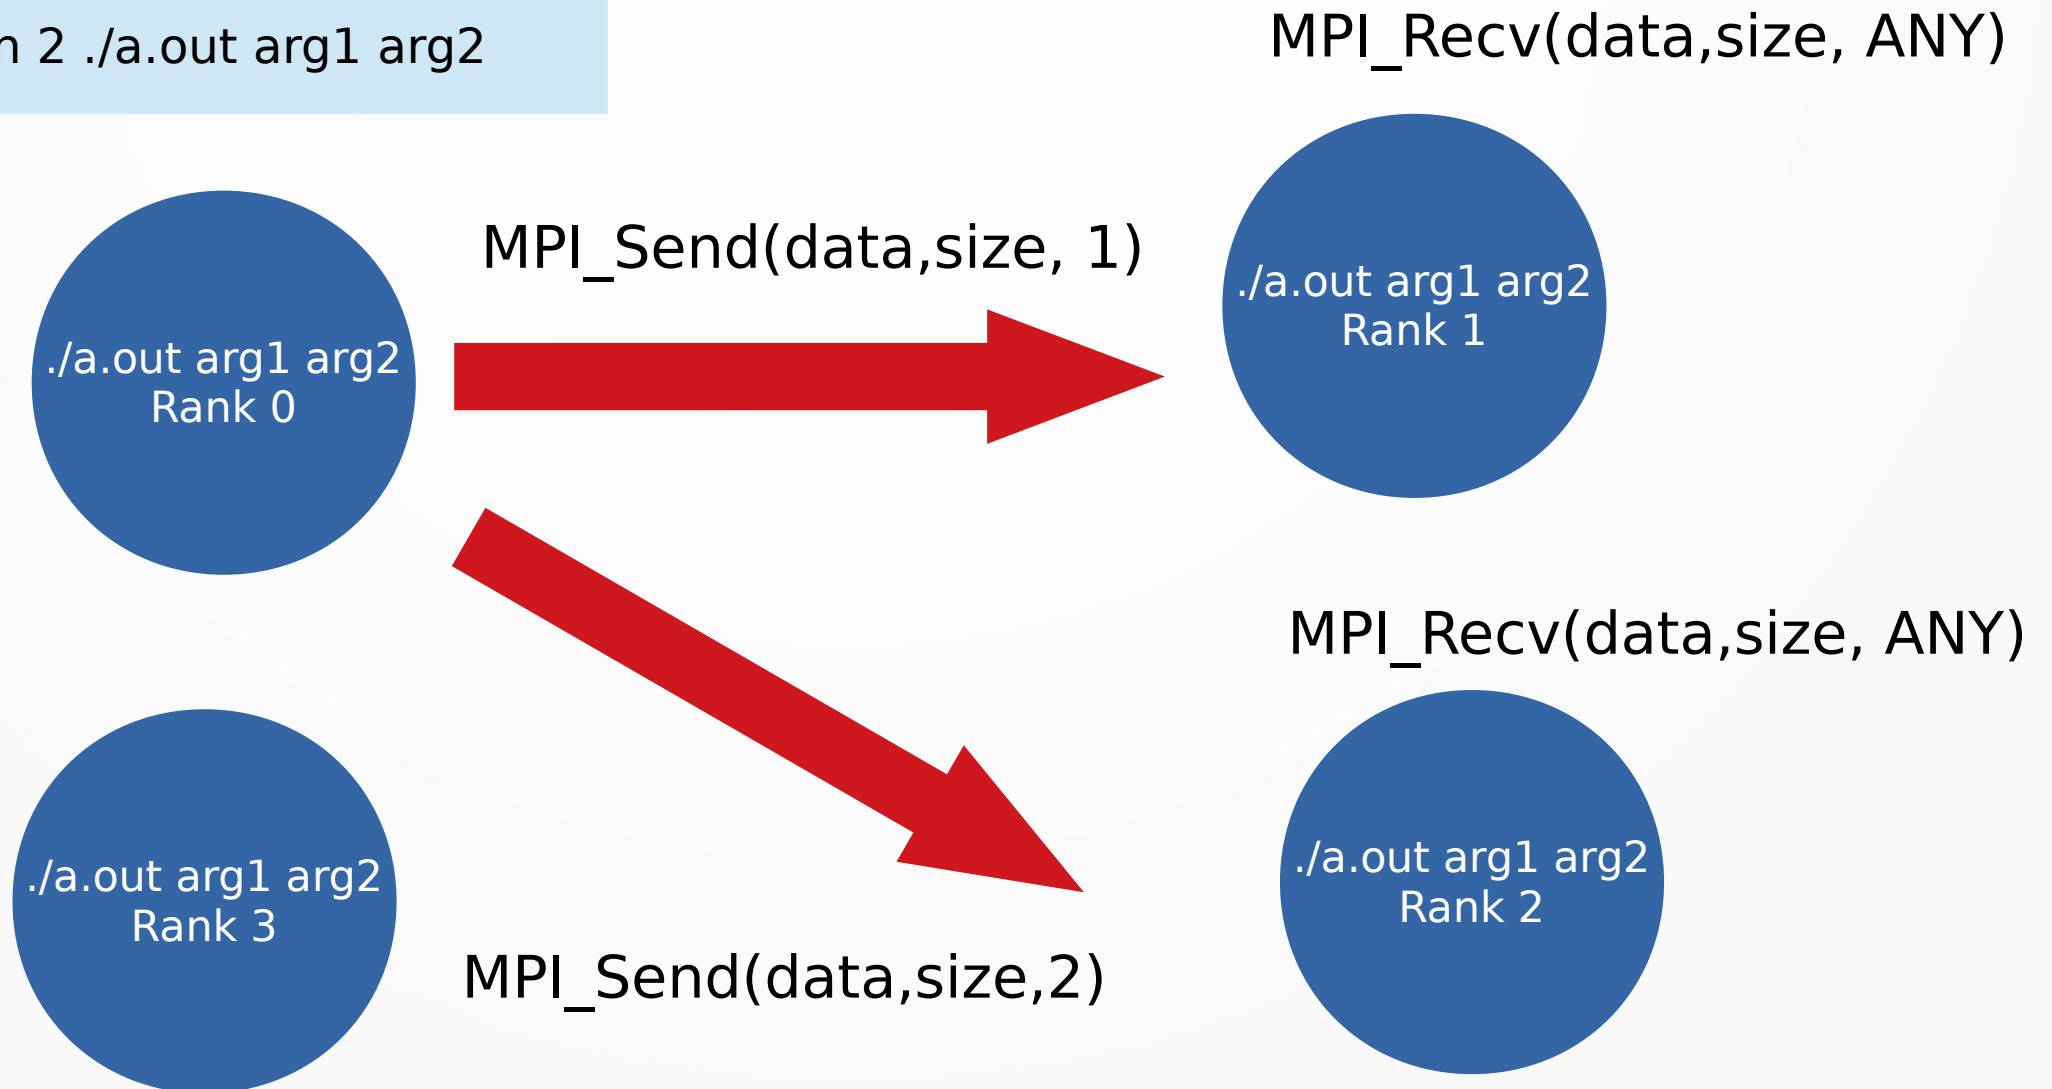 n 2 ./a.out arg1 arg2
MPI_Recv(data,size, ANY)
MPI_Send(data,size, 1)
./a.out arg1 arg2
Rank 0
./a.out arg1 arg2
Rank 1
MPI_Recv(data,size, ANY)
./a.out arg1 arg2
Rank 3
./a.out arg1 arg2
Rank 2
MPI_Send(data,size,2)